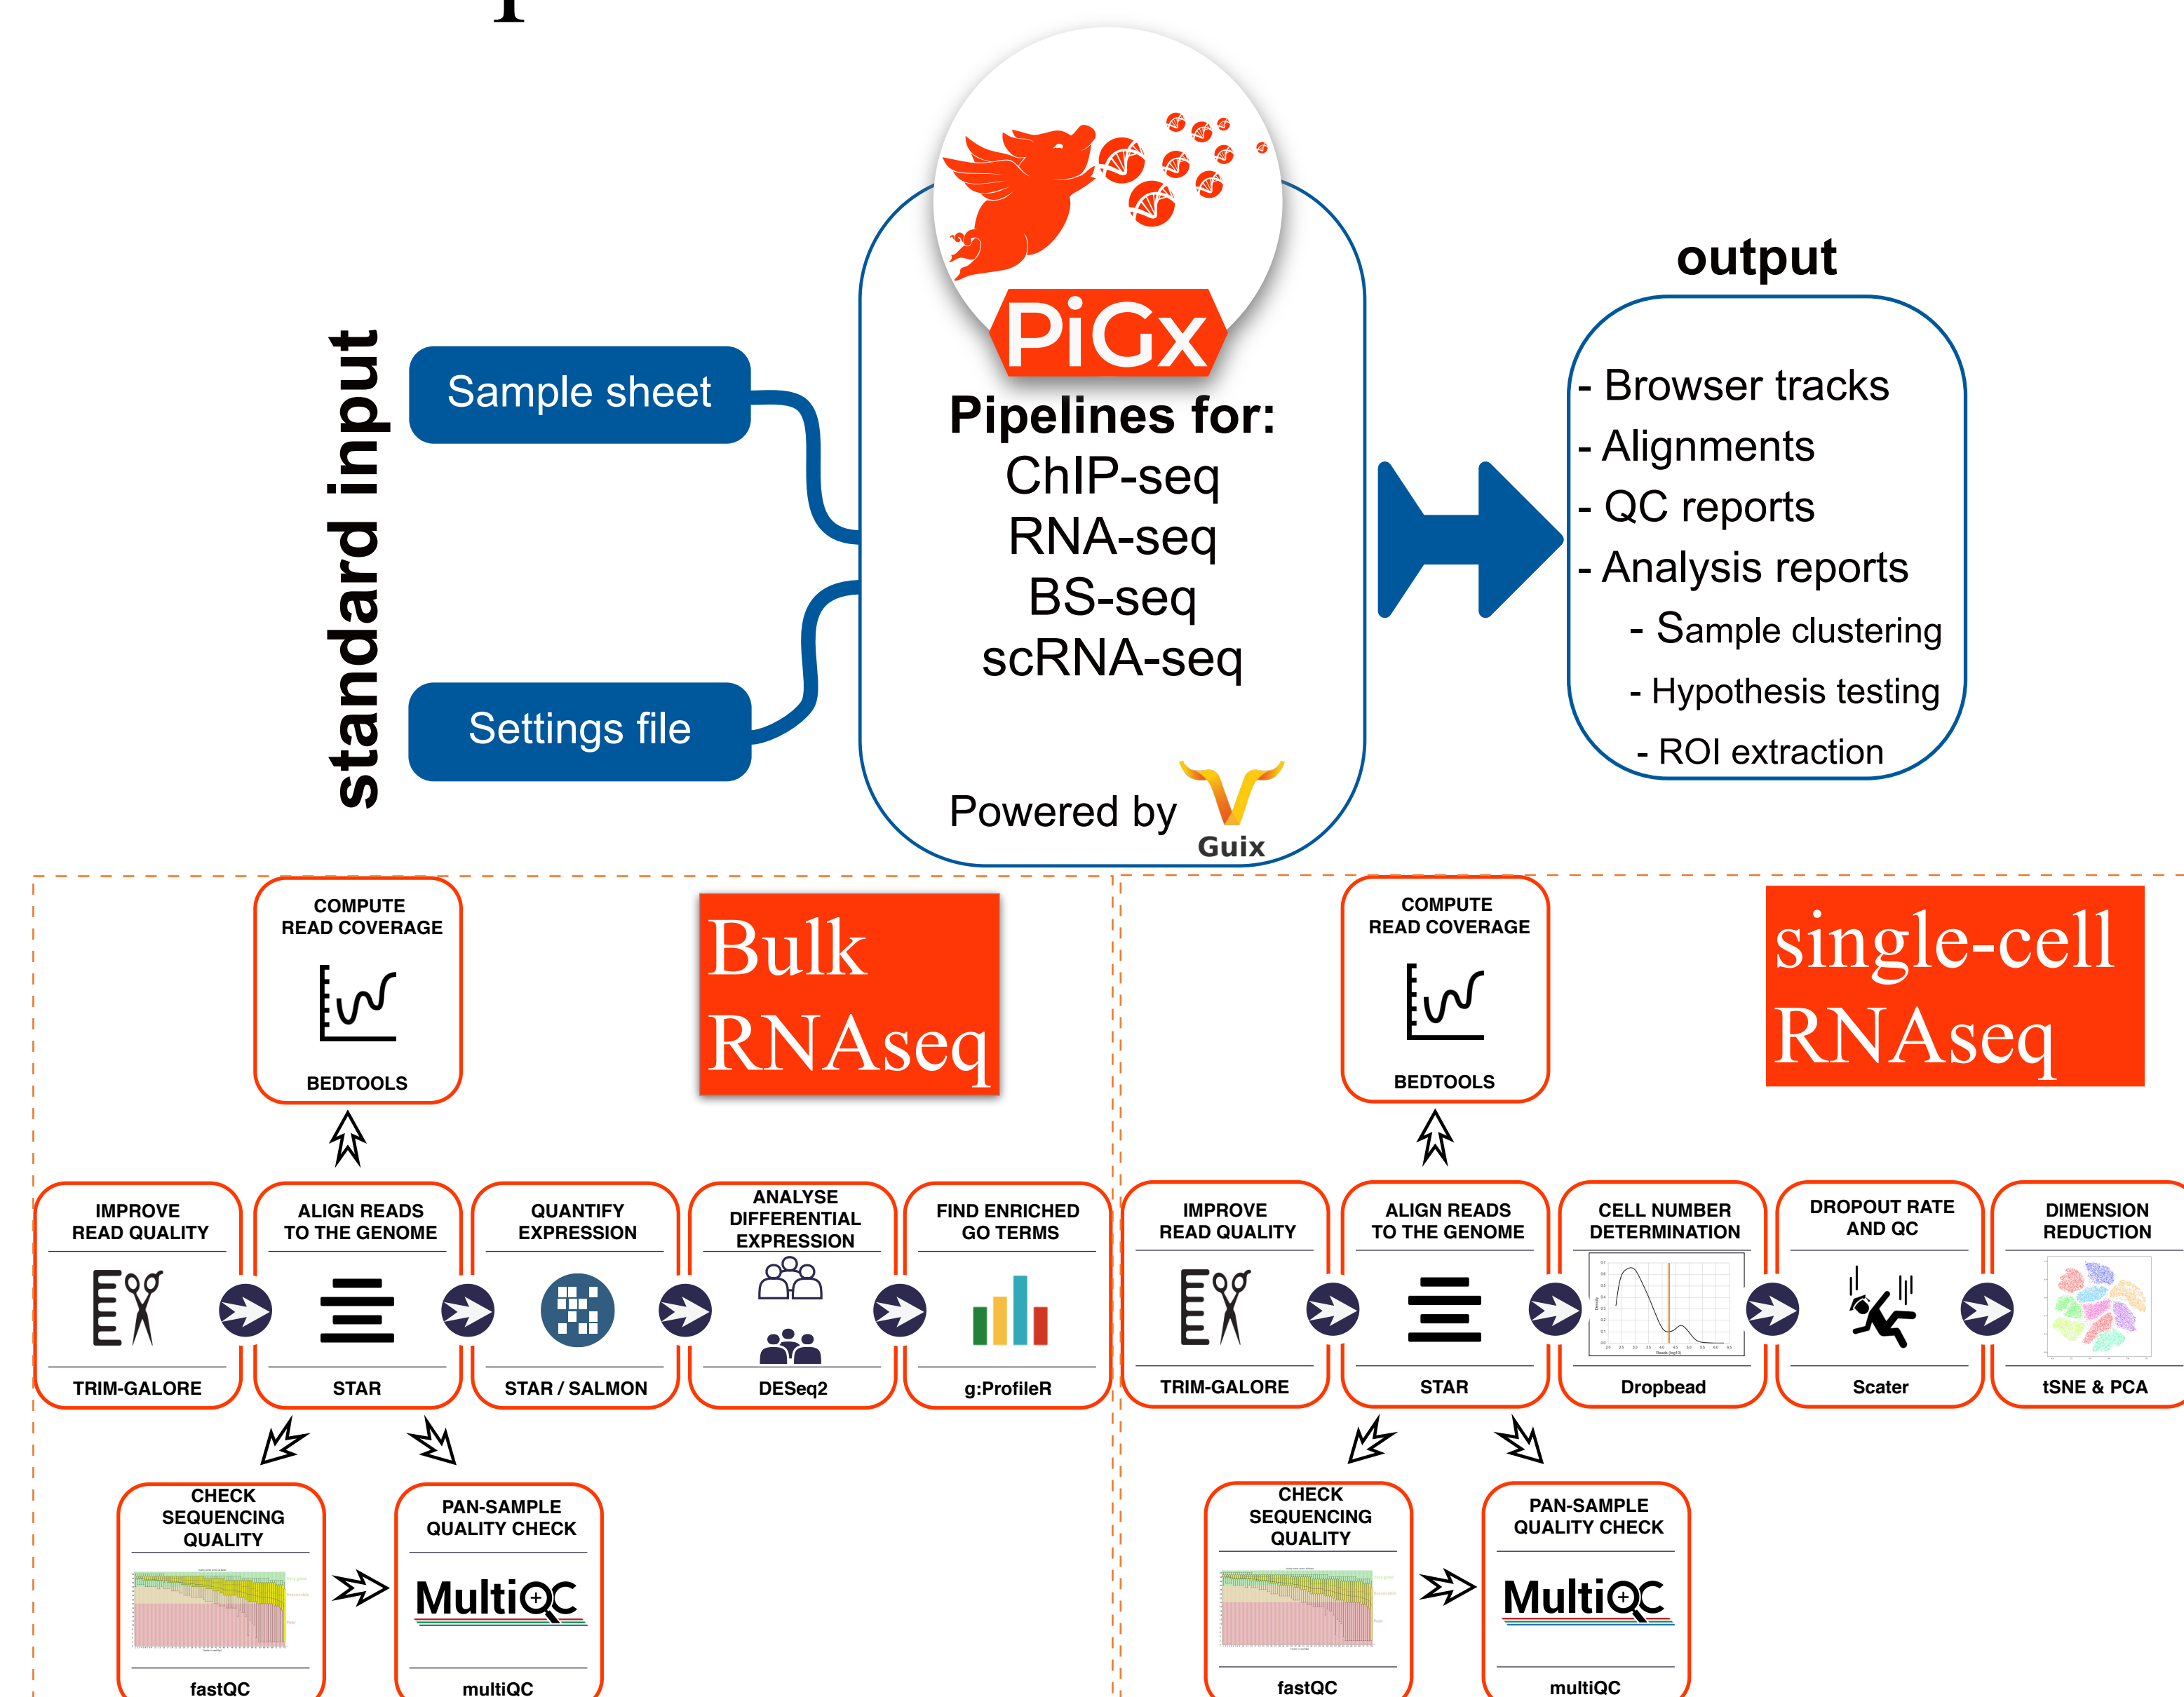 standard input
Sample sheet
Settings file
PiGx
Pipelines for:
ChIP-seq
RNA-seq
BS-seq
scRNA-seq
Powered by
Guix
output
- Browser tracks
- Alignments
- QC reports
- Analysis reports
- Sample clustering
- Hypothesis testing
- ROI extraction
Bulk
RNAseq
COMPUTE
READ COVERAGE
BEDTOOLS
IMPROVE
READ QUALITY
TRIM-GALORE
ALIGN READS
TO THE GENOME
STAR
QUANTIFY
EXPRESSION
STAR / SALMON
ANALYSE
DIFFERENTIAL
EXPRESSION
DESeq2
FIND ENRICHED
GO TERMS
g:ProfileR
CHECK
SEQUENCING
QUALITY
fastQC
PAN-SAMPLE
QUALITY CHECK
MultiQC
multiQC
single-cell
RNAseq
COMPUTE
READ COVERAGE
BEDTOOLS
IMPROVE
READ QUALITY
TRIM-GALORE
ALIGN READS
TO THE GENOME
STAR
CELL NUMBER
DETERMINATION
Dropbead
DROPOUT RATE
AND QC
Scater
DIMENSION
REDUCTION
tSNE & PCA
CHECK
SEQUENCING
QUALITY
fastQC
PAN-SAMPLE
QUALITY CHECK
MultiQC
multiQC